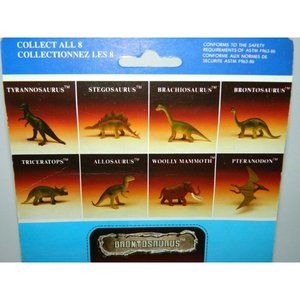 COLLECT ALL 8
COLLECTIONNEZ LES 8
CONFORMS TO THE SAFETY
REQUIREMENTS OF ASTM F963-86
CONFORME AUX NORMES DE
SECURITE ASTM F963-86
TYRANNOSAURUS™ STEGOSAURUS™ BRACHIOSAURUS™ BRONTOSAURUS™
TRICERATOPS™ ALLOSAURUS™ WOOLLY MAMMOTH™ PTERANODON™
BRONTOSAURUS™